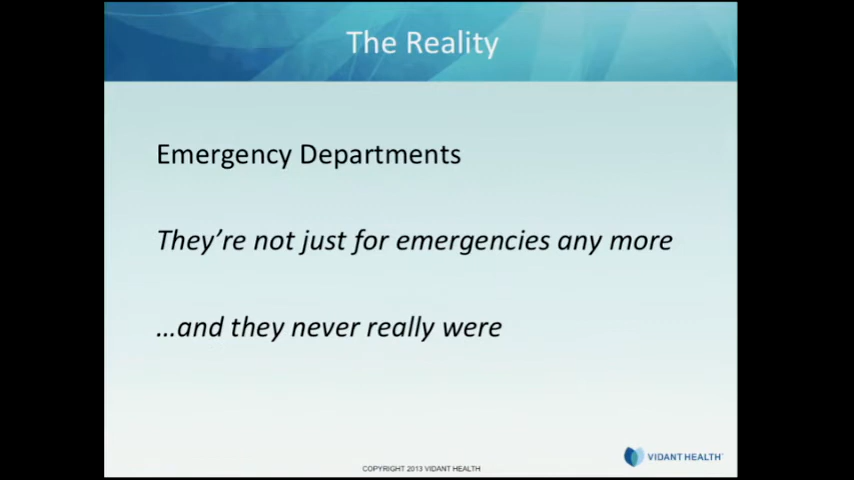 The Reality
Emergency Departments
They’re not just for emergencies any more
…and they never really were
COPYRIGHT 2013 VIDANT HEALTH
VIDANT HEALTH